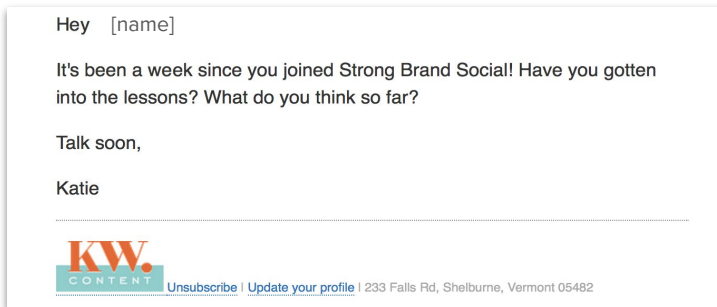 Hey [name]
It's been a week since you joined Strong Brand Social! Have you gotten
into the lessons? What do you think so far?
Talk soon,
Katie
KW.
CONTENT
Unsubscribe | Update your profile | 233 Falls Rd, Shelburne, Vermont 05482